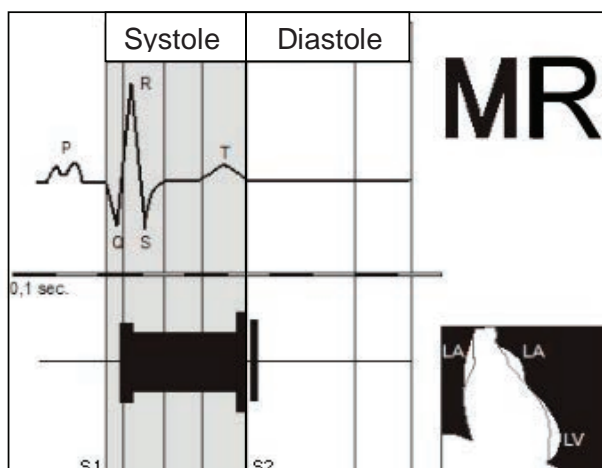 Systole Diastole
MR
R
P
T
Q S
0,1 sec.
LA LA
LV
S1 S2